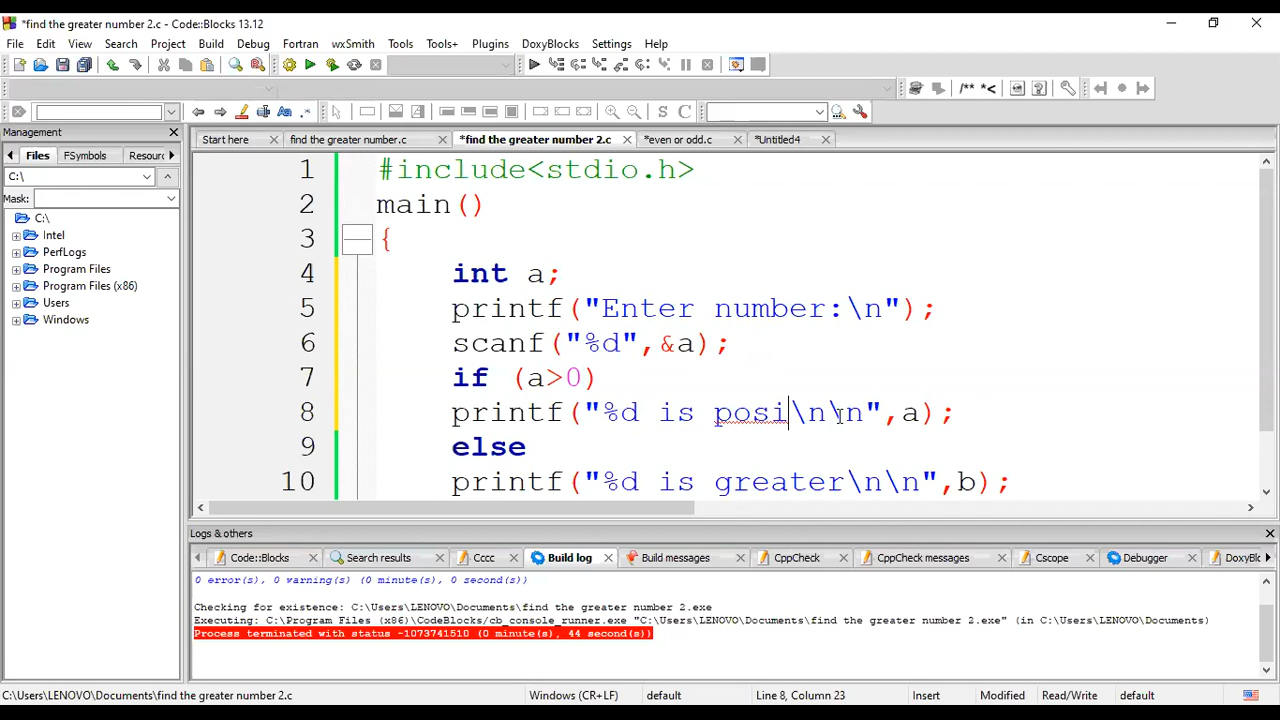 *find the greater number 2.c - Code::Blocks 13.12
File Edit View Search Project Build Debug Fortran wxSmith Tools Tools+ Plugins DoxyBlocks Settings Help
/** *<
S C
Management
Files FSymbols Resourc
C:\
Mask:
C:\
Intel
PerfLogs
Program Files
Program Files (x86)
Users
Windows
Start here find the greater number.c *find the greater number 2.c *even or odd.c *Untitled4
1 #include<stdio.h>
2 main()
3 {
4 int a;
5 printf("Enter number:\n");
6 scanf("%d",&a);
7 if (a>0)
8 printf("%d is posi\n\n",a);
9 else
10 printf("%d is greater\n\n",b);
Logs & others
Code::Blocks Search results Cccc Build log Build messages CppCheck CppCheck messages Cscope Debugger DoxyBlo
0 error(s), 0 warning(s) (0 minute(s), 0 second(s))
Checking for existence: C:\Users\LENOVO\Documents\find the greater number 2.exe
Executing: C:\Program Files (x86)\CodeBlocks/cb_console_runner.exe "C:\Users\LENOVO\Documents\find the greater number 2.exe" (in C:\Users\LENOVO\Documents)
Process terminated with status -1073741510 (0 minute(s), 44 second(s))
C:\Users\LENOVO\Documents\find the greater number 2.c Windows (CR+LF) default Line 8, Column 23 Insert Modified Read/Write default